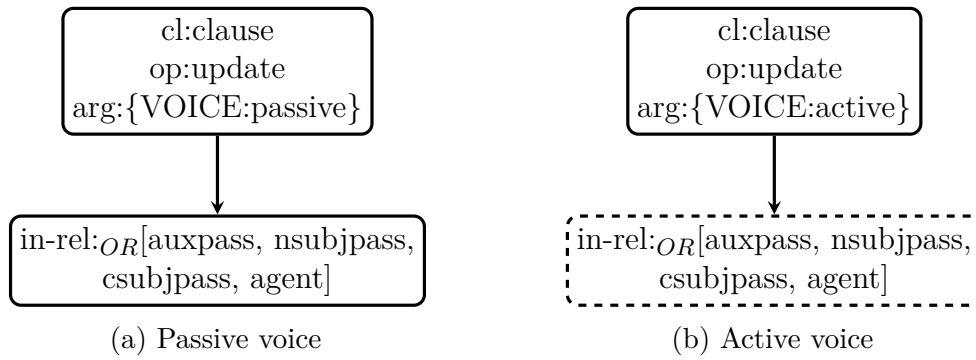 cl:clause
op:update
arg:{VOICE:passive}
in-rel:OR[auxpass, nsubjpass,
csubjpass, agent]
(a) Passive voice
cl:clause
op:update
arg:{VOICE:active}
in-rel:OR[auxpass, nsubjpass,
csubjpass, agent]
(b) Active voice